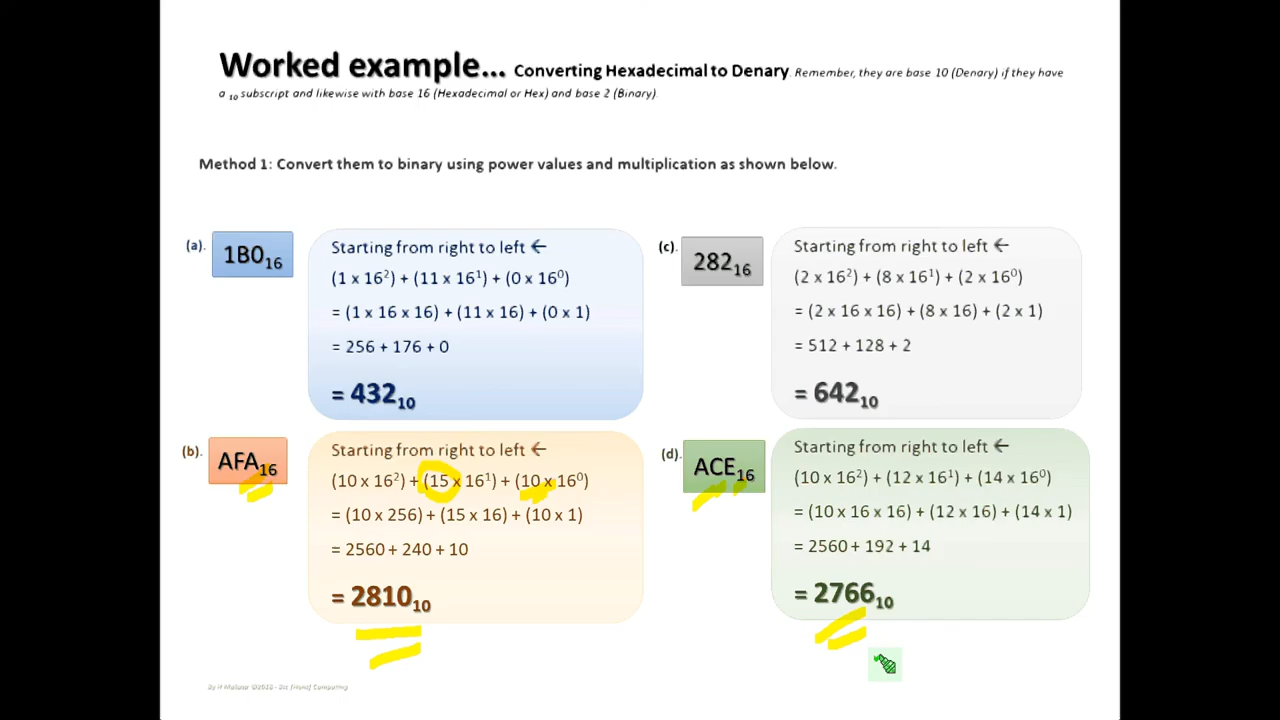 Worked example... Converting Hexadecimal to Denary. Remember, they are base 10 (Denary) if they have
a ₁₀ subscript and likewise with base 16 (Hexadecimal or Hex) and base 2 (Binary).
Method 1: Convert them to binary using power values and multiplication as shown below.
(a). 1B0₁₆
Starting from right to left ←
(1 x 16²) + (11 x 16¹) + (0 x 16⁰)
= (1 x 16 x 16) + (11 x 16) + (0 x 1)
= 256 + 176 + 0
= 432₁₀
(c). 282₁₆
Starting from right to left ←
(2 x 16²) + (8 x 16¹) + (2 x 16⁰)
= (2 x 16 x 16) + (8 x 16) + (2 x 1)
= 512 + 128 + 2
= 642₁₀
(b). AFA₁₆
Starting from right to left ←
(10 x 16²) + (15 x 16¹) + (10 x 16⁰)
= (10 x 256) + (15 x 16) + (10 x 1)
= 2560 + 240 + 10
= 2810₁₀
(d). ACE₁₆
Starting from right to left ←
(10 x 16²) + (12 x 16¹) + (14 x 16⁰)
= (10 x 16 x 16) + (12 x 16) + (14 x 1)
= 2560 + 192 + 14
= 2766₁₀
Computing